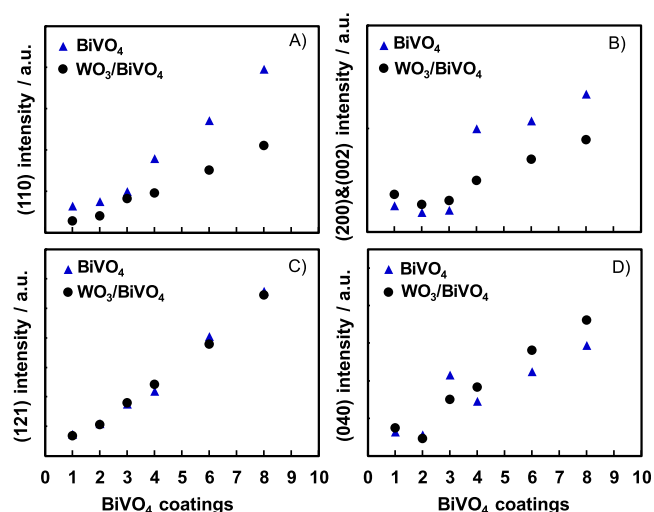 (110) intensity / a.u.
BiVO₄
WO₃/BiVO₄
A)
(200)&(002) intensity / a.u.
BiVO₄
WO₃/BiVO₄
B)
(121) intensity / a.u.
BiVO₄
WO₃/BiVO₄
C)
0 1 2 3 4 5 6 7 8 9 10
BiVO₄ coatings
(040) intensity / a.u.
BiVO₄
WO₃/BiVO₄
D)
0 1 2 3 4 5 6 7 8 9 10
BiVO₄ coatings